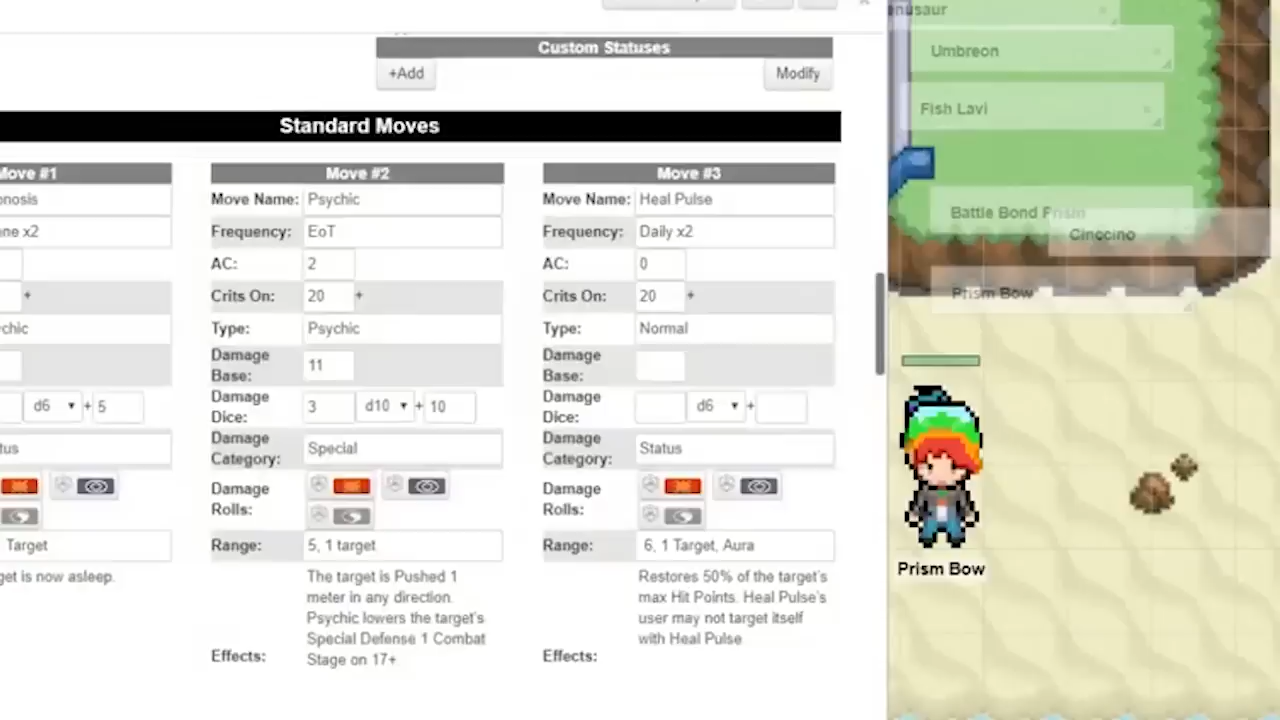 Custom Statuses
+Add
Modify
Standard Moves
Move #1
nosis
ne x2
+
chic
d6 + 5
tus
Target
get is now asleep.
Move #2
Move Name: Psychic
Frequency: EoT
AC: 2
Crits On: 20 +
Type: Psychic
Damage Base: 11
Damage Dice: 3 d10 + 10
Damage Category: Special
Damage Rolls:
Range: 5, 1 target
Effects:
The target is Pushed 1
meter in any direction.
Psychic lowers the target's
Special Defense 1 Combat
Stage on 17+
Move #3
Move Name: Heal Pulse
Frequency: Daily x2
AC: 0
Crits On: 20 +
Type: Normal
Damage Base:
Damage Dice: d6 +
Damage Category: Status
Damage Rolls:
Range: 6, 1 Target, Aura
Effects:
Restores 50% of the target's
max Hit Points. Heal Pulse's
user may not target itself
with Heal Pulse
nusaur
Umbreon
Fish Lavi
Battle Bond Prism
Cinccino
Prism Bow
Prism Bow